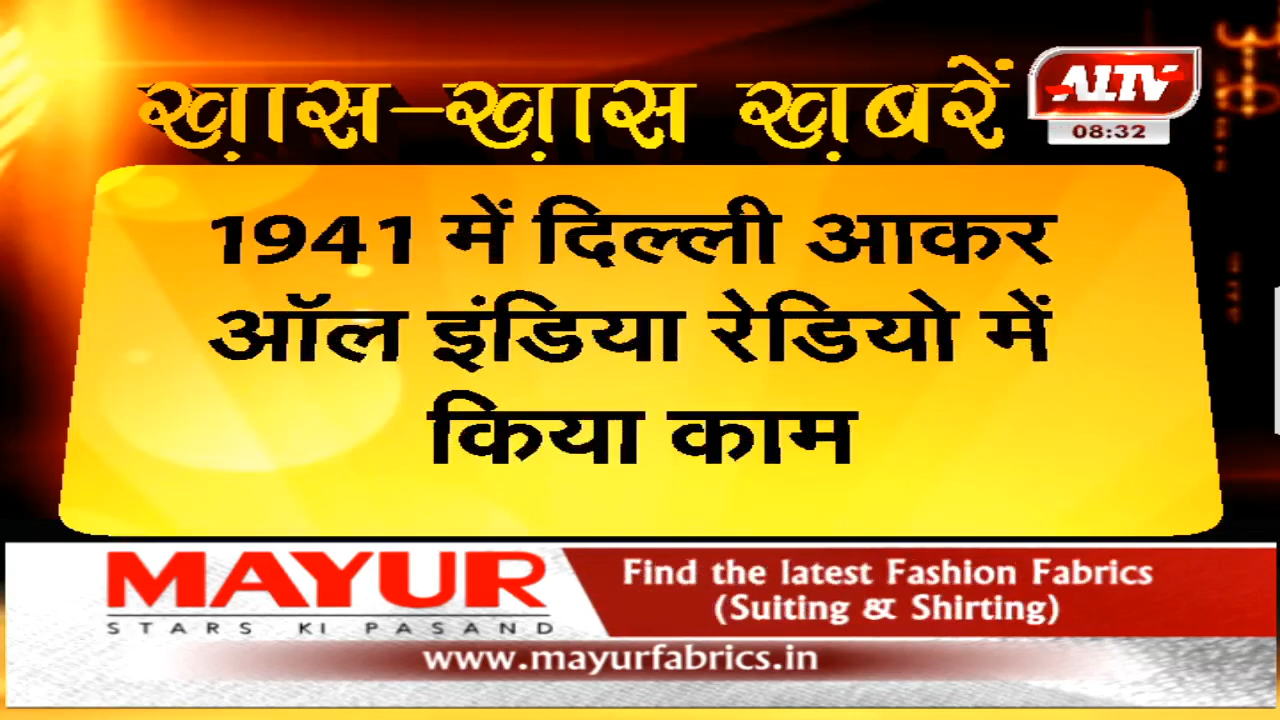 ख़ास-ख़ास ख़बरें
A1TV
08:32
1941 में दिल्ली आकर
ऑल इंडिया रेडियो में
किया काम
MAYUR
STARS KI PASAND
Find the latest Fashion Fabrics
(Suiting & Shirting)
www.mayurfabrics.in